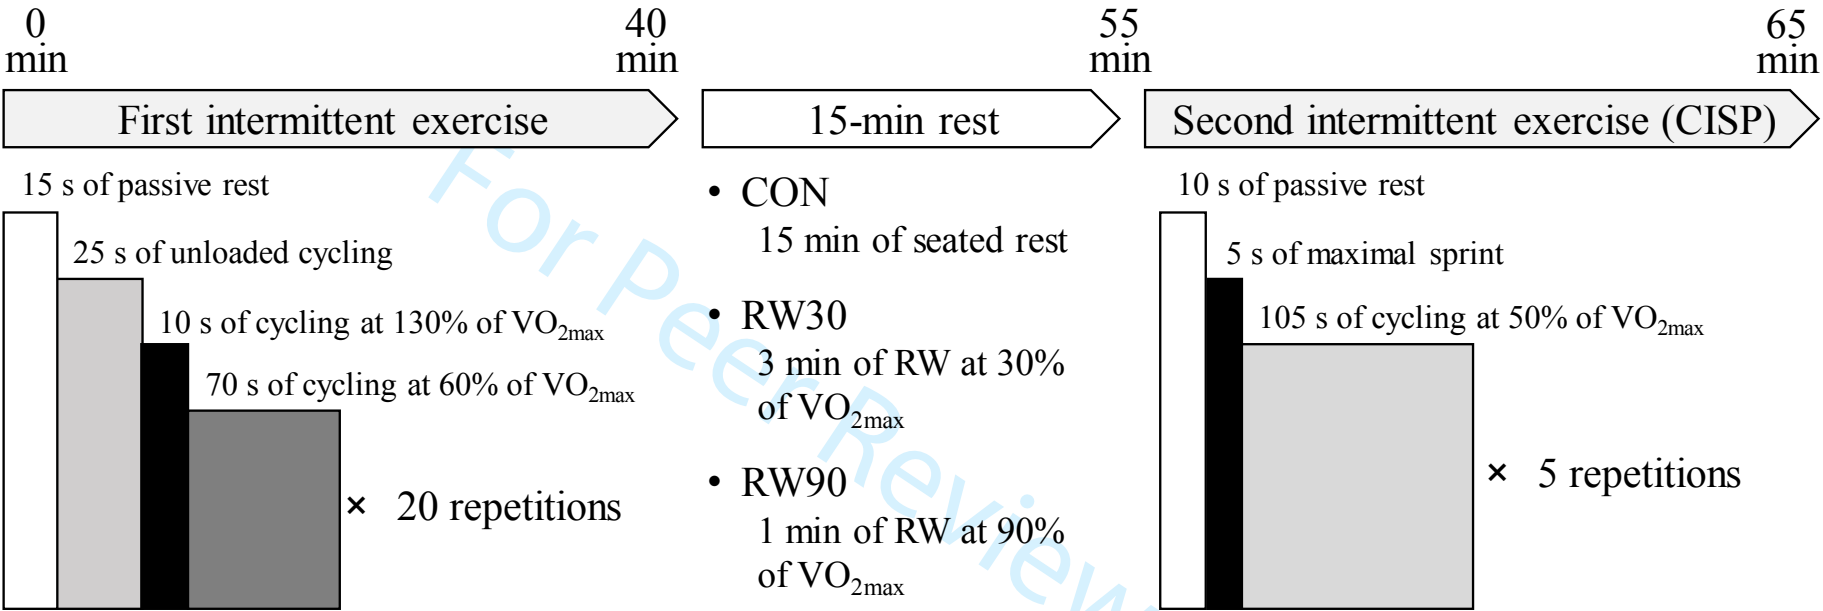 0
min
40
min
55
min
65
min
First intermittent exercise
15-min rest
Second intermittent exercise (CISP)
15 s of passive rest
25 s of unloaded cycling
10 s of cycling at 130% of VO2max
70 s of cycling at 60% of VO2max
× 20 repetitions
• CON
15 min of seated rest
• RW30
3 min of RW at 30%
of VO2max
• RW90
1 min of RW at 90%
of VO2max
10 s of passive rest
5 s of maximal sprint
105 s of cycling at 50% of VO2max
× 5 repetitions
For Peer Review